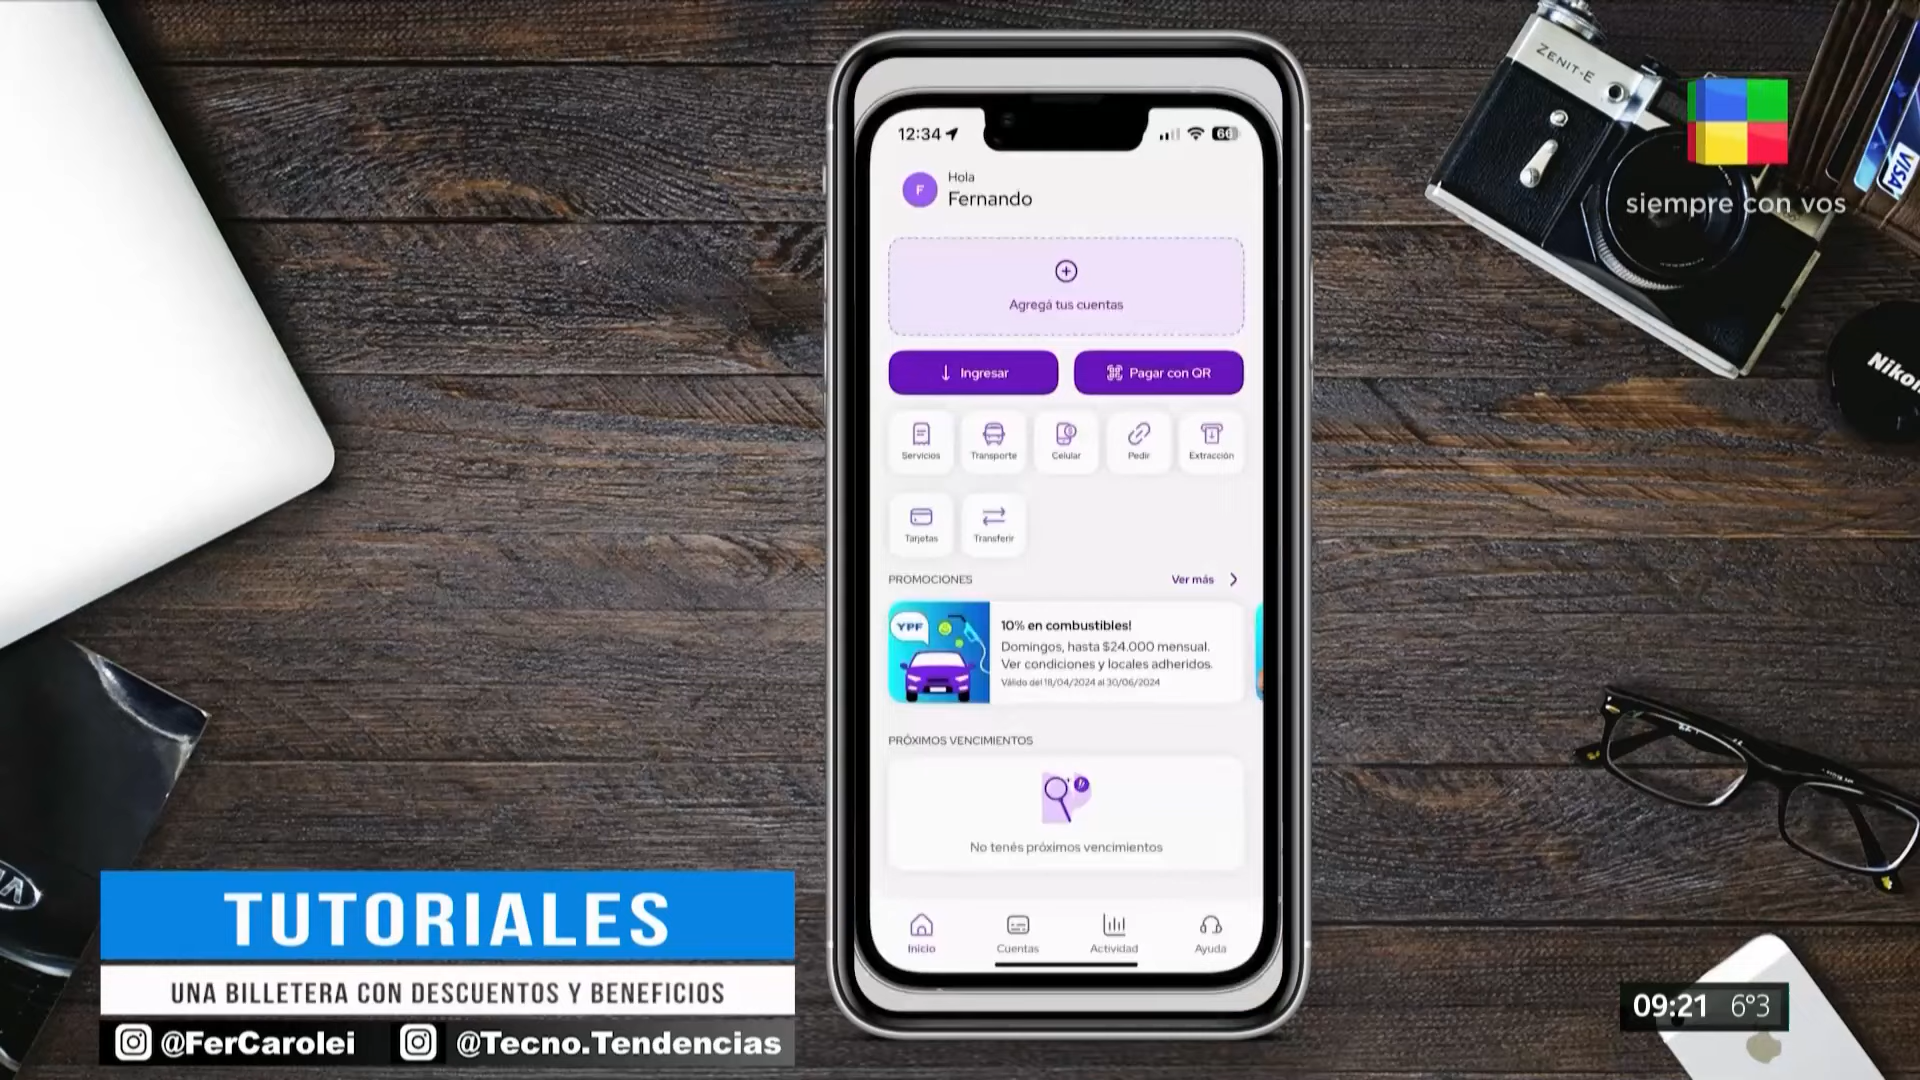 ZENIT-E
VISA
siempre con vos
Nikon
12:34
66
F
Hola
Fernando
Agregá tus cuentas
Ingresar
Pagar con QR
Servicios
Transporte
Celular
Pedir
Extracción
Tarjetas
Transferir
PROMOCIONES
Ver más
YPF
10% en combustibles!
Domingos, hasta $24.000 mensual.
Ver condiciones y locales adheridos.
Válido del 18/04/2024 al 30/06/2024
PRÓXIMOS VENCIMIENTOS
No tenés próximos vencimientos
Inicio
Cuentas
Actividad
Ayuda
TUTORIALES
UNA BILLETERA CON DESCUENTOS Y BENEFICIOS
@FerCarolei @Tecno.Tendencias
09:21 6°3